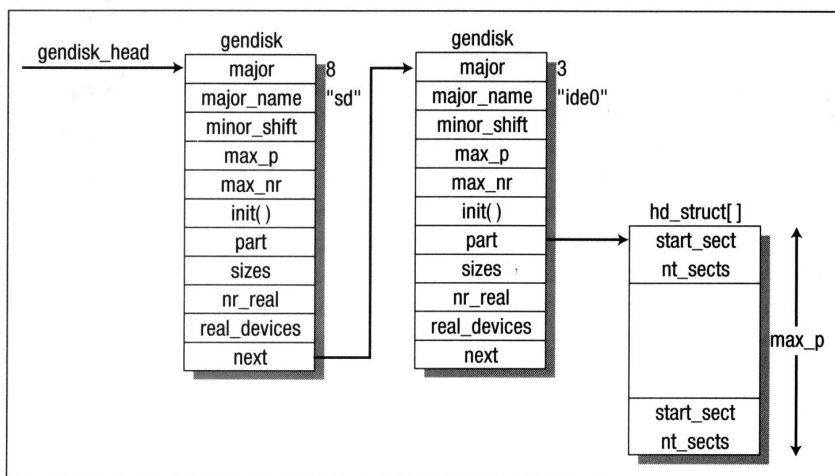 gendisk_head
gendisk
major
8
major_name
"sd"
minor_shift
max_p
max_nr
init( )
part
sizes
nr_real
real_devices
next
gendisk
major
3
major_name
"ide0"
minor_shift
max_p
max_nr
init( )
part
sizes
nr_real
real_devices
next
hd_struct[ ]
start_sect
nt_sects
start_sect
nt_sects
max_p